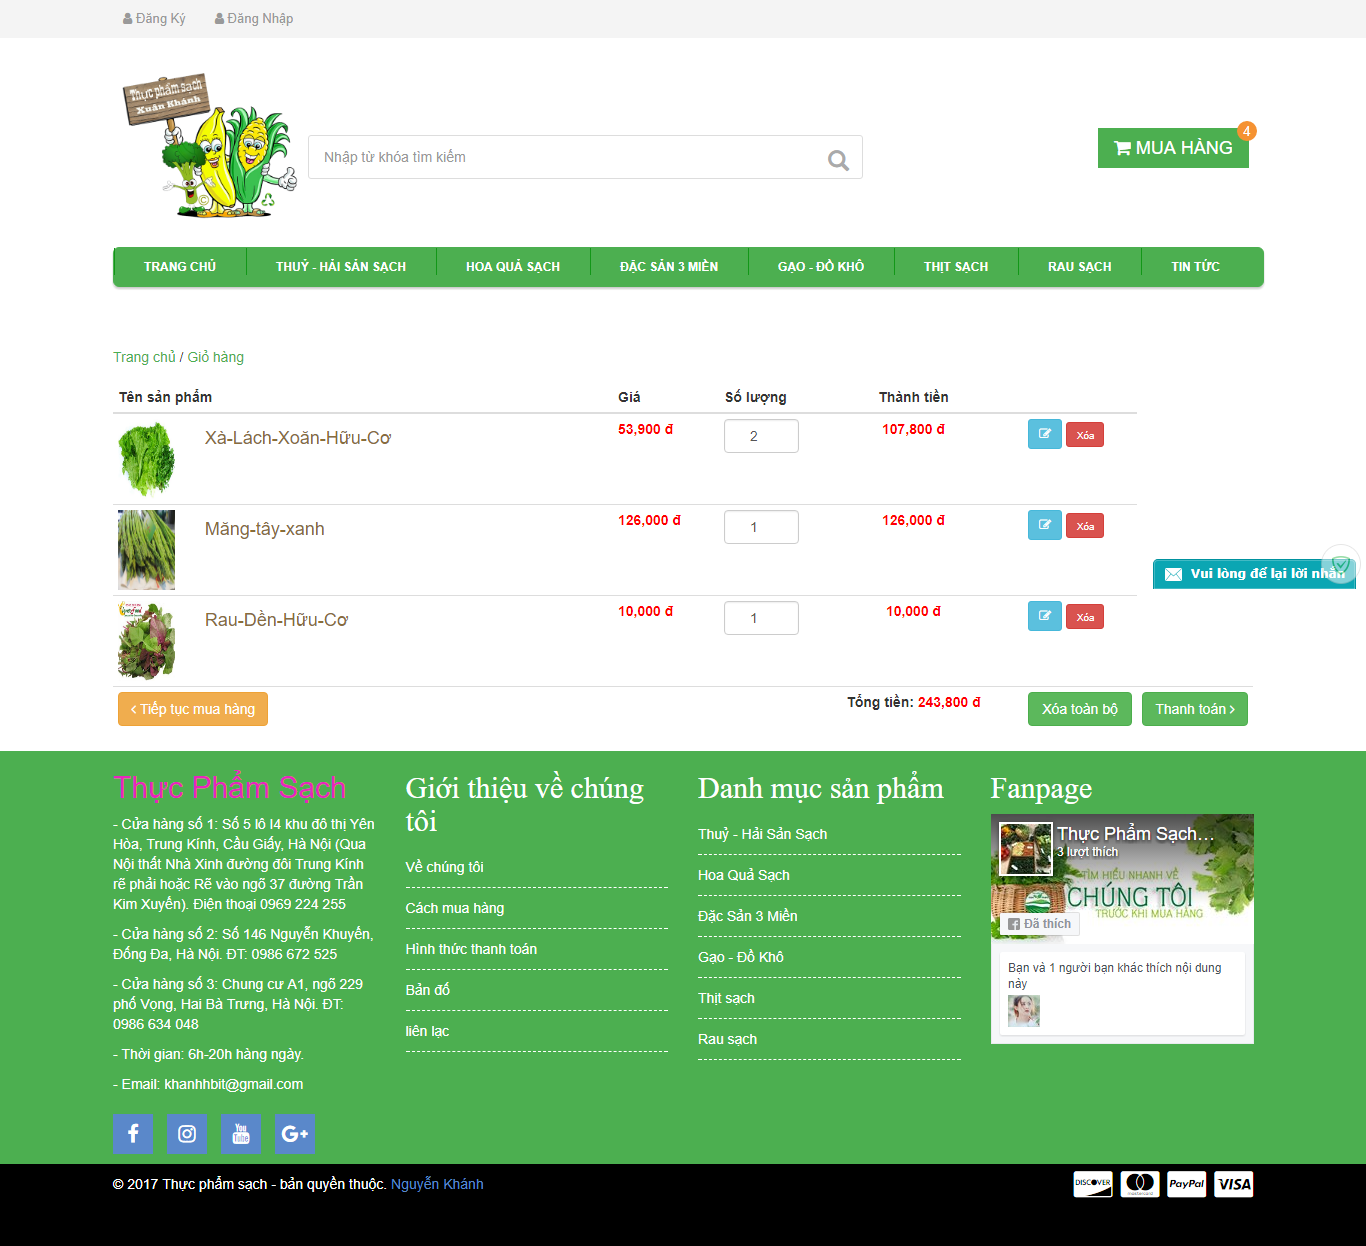 Đăng Ký Đăng Nhập
Thực phẩm sạch
Xuân Khánh
Nhập từ khóa tìm kiếm
MUA HÀNG
4
TRANG CHỦ THUỶ - HẢI SẢN SẠCH HOA QUẢ SẠCH ĐẶC SẢN 3 MIỀN GẠO - ĐỒ KHÔ THỊT SẠCH RAU SẠCH TIN TỨC
Trang chủ / Giỏ hàng
Tên sản phẩm Giá Số lượng Thành tiền
Xà-Lách-Xoăn-Hữu-Cơ 53,900 đ 2 107,800 đ Xóa
Măng-tây-xanh 126,000 đ 1 126,000 đ Xóa
Rau-Dền-Hữu-Cơ 10,000 đ 1 10,000 đ Xóa
Vui lòng để lại lời nhắn
Tiếp tục mua hàng Tổng tiền: 243,800 đ Xóa toàn bộ Thanh toán
Thực Phẩm Sạch
- Cửa hàng số 1: Số 5 lô I4 khu đô thị Yên
Hòa, Trung Kính, Cầu Giấy, Hà Nội (Qua
Nội thất Nhà Xinh đường đôi Trung Kính
rẽ phải hoặc Rẽ vào ngõ 37 đường Trần
Kim Xuyến). Điện thoại 0969 224 255
- Cửa hàng số 2: Số 146 Nguyễn Khuyến,
Đống Đa, Hà Nội. ĐT: 0986 672 525
- Cửa hàng số 3: Chung cư A1, ngõ 229
phố Vọng, Hai Bà Trưng, Hà Nội. ĐT:
0986 634 048
- Thời gian: 6h-20h hàng ngày.
- Email: khanhhbit@gmail.com
You
Tube
G+
Giới thiệu về chúng
tôi
Về chúng tôi
Cách mua hàng
Hình thức thanh toán
Bản đồ
liên lạc
Danh mục sản phẩm
Thuỷ - Hải Sản Sạch
Hoa Quả Sạch
Đặc Sản 3 Miền
Gạo - Đồ Khô
Thịt sạch
Rau sạch
Fanpage
Thực Phẩm Sạch...
3 lượt thích
TÌM HIỂU NHANH VỀ
CHÚNG TÔI
TRƯỚC KHI MUA HÀNG
Đã thích
Bạn và 1 người bạn khác thích nội dung
này
© 2017 Thực phẩm sạch - bản quyền thuộc. Nguyễn Khánh
DISCOVER mastercard PayPal VISA